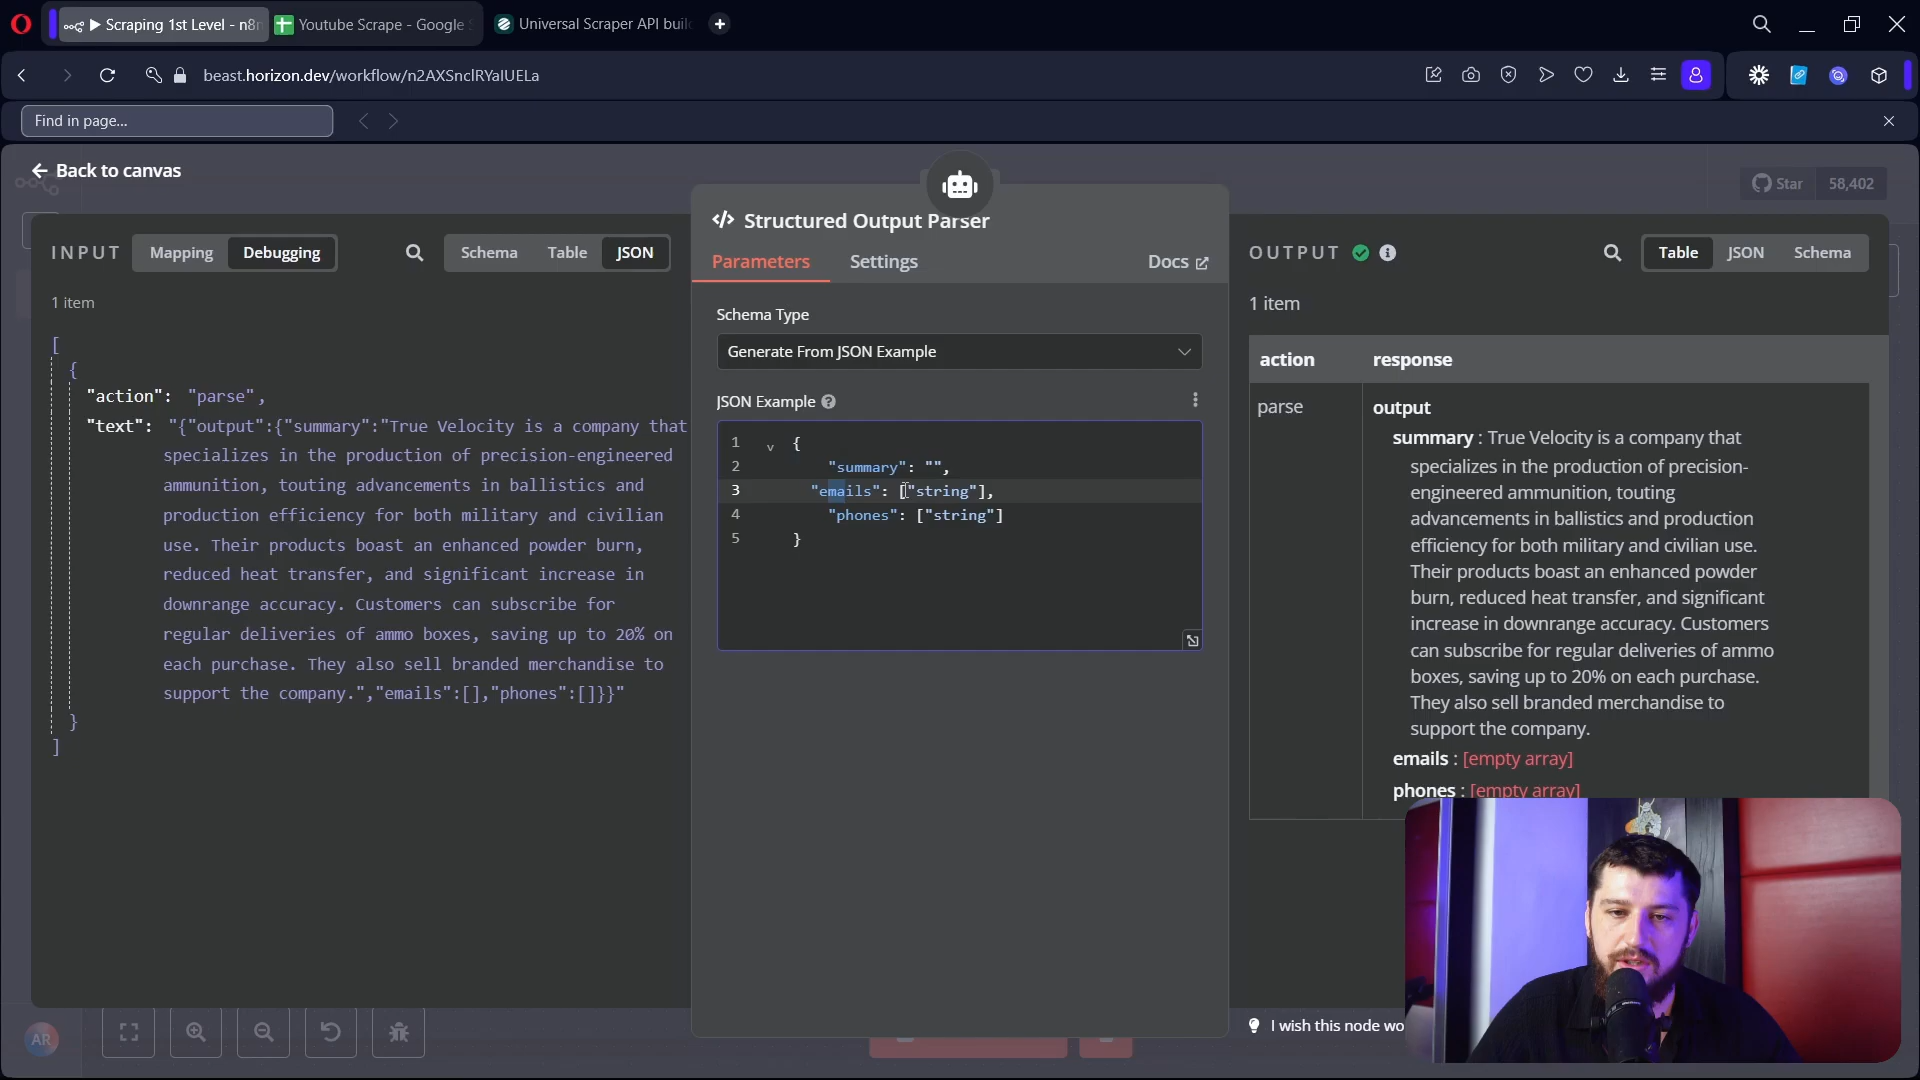 Scraping 1st Level - n8n
Youtube Scrape - Google S
Universal Scraper API buil
beast.horizon.dev/workflow/n2AXSnclRYaIUELa
Find in page...
Back to canvas
Star 58,402
INPUT
Mapping
Debugging
Schema
Table
JSON
1 item
[
{
"action": "parse",
"text": "{"output":{"summary":"True Velocity is a company that
specializes in the production of precision-engineered
ammunition, touting advancements in ballistics and
production efficiency for both military and civilian
use. Their products boast an enhanced powder burn,
reduced heat transfer, and significant increase in
downrange accuracy. Customers can subscribe for
regular deliveries of ammo boxes, saving up to 20% on
each purchase. They also sell branded merchandise to
support the company.","emails":[],"phones":[]}}"
}
]
Structured Output Parser
Parameters
Settings
Docs
Schema Type
Generate From JSON Example
JSON Example
1 {
2 "summary": "",
3 "emails": ["string"],
4 "phones": ["string"]
5 }
OUTPUT
Table
JSON
Schema
1 item
action response
parse output
summary : True Velocity is a company that
specializes in the production of precision-
engineered ammunition, touting
advancements in ballistics and production
efficiency for both military and civilian use.
Their products boast an enhanced powder
burn, reduced heat transfer, and significant
increase in downrange accuracy. Customers
can subscribe for regular deliveries of ammo
boxes, saving up to 20% on each purchase.
They also sell branded merchandise to
support the company.
emails : [empty array]
phones : [empty array]
I wish this node wo
AR